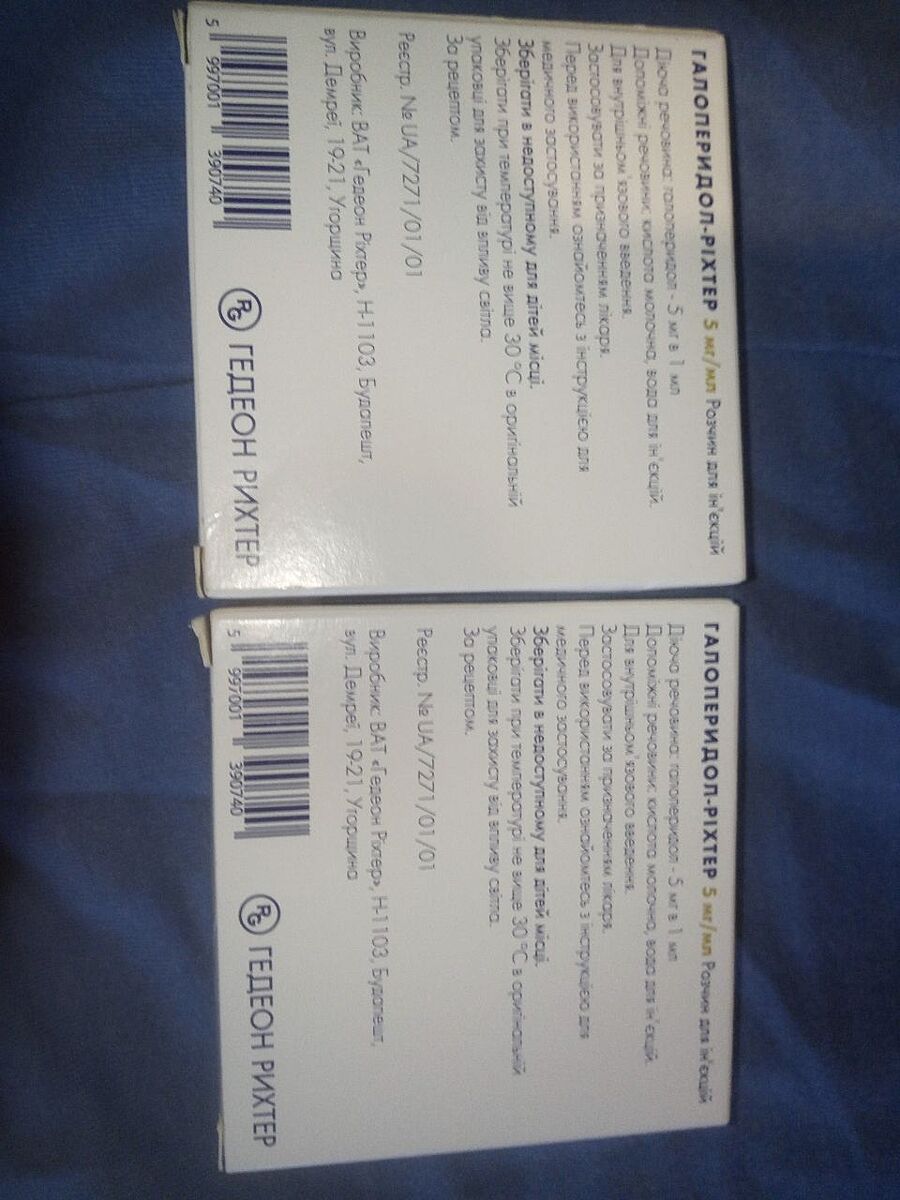 ГАЛОПЕРИДОЛ-РІХТЕР 5 мг/мл Розчин для ін'єкцій
Діюча речовина: галоперидол - 5 мг в 1 мл
Допоміжні речовини: кислота молочна, вода для ін'єкцій.
Для внутрішньом'язового введення.
Застосовувати за призначенням лікаря.
Перед використанням ознайомтесь з інструкцією для
медичного застосування.
Зберігати в недоступному для дітей місці.
Зберігати при температурі не вище 30 °C в оригінальній
упаковці для захисту від впливу світла.
За рецептом.
Реєстр. № UA/7271/01/01
Виробник: ВАТ «Гедеон Ріхтер», H-1103, Будапешт,
вул. Демреї, 19-21, Угорщина
5 997001 390740
RG ГЕДЕОН РИХТЕР
ГАЛОПЕРИДОЛ-РІХТЕР 5 мг/мл Розчин для ін'єкцій
Діюча речовина: галоперидол - 5 мг в 1 мл
Допоміжні речовини: кислота молочна, вода для ін'єкцій.
Для внутрішньом'язового введення.
Застосовувати за призначенням лікаря.
Перед використанням ознайомтесь з інструкцією для
медичного застосування.
Зберігати в недоступному для дітей місці.
Зберігати при температурі не вище 30 °C в оригінальній
упаковці для захисту від впливу світла.
За рецептом.
Реєстр. № UA/7271/01/01
Виробник: ВАТ «Гедеон Ріхтер», H-1103, Будапешт,
вул. Демреї, 19-21, Угорщина
5 997001 390740
RG ГЕДЕОН РИХТЕР